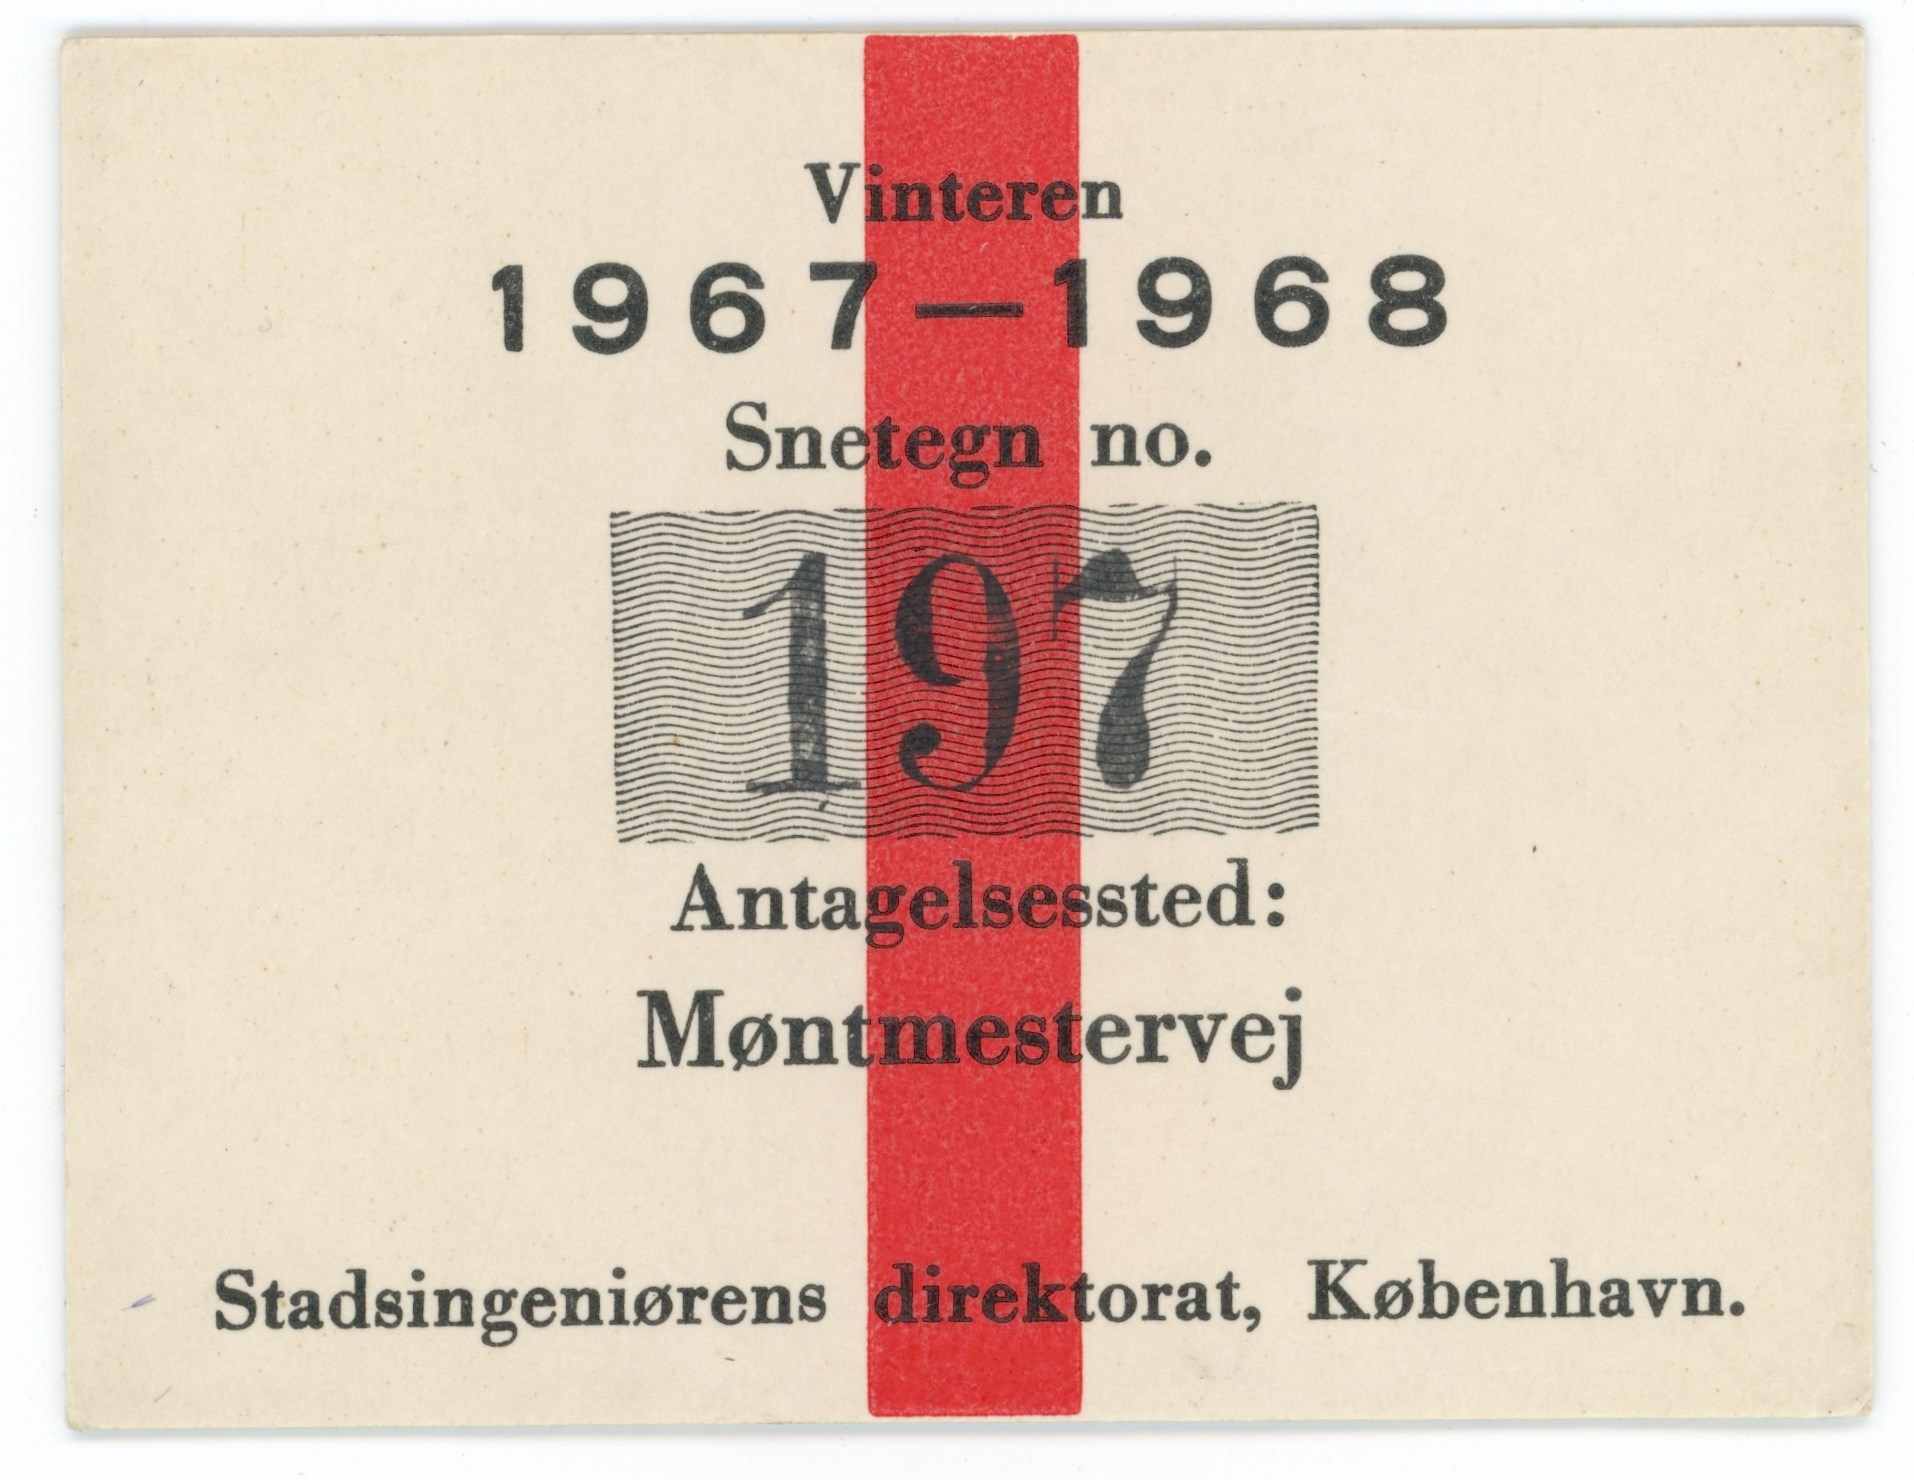 Vinteren
1967—1968
Snetegn no.
197
Antagelsessted:
Møntmestervej
Stadsingeniørens direktorat, København.